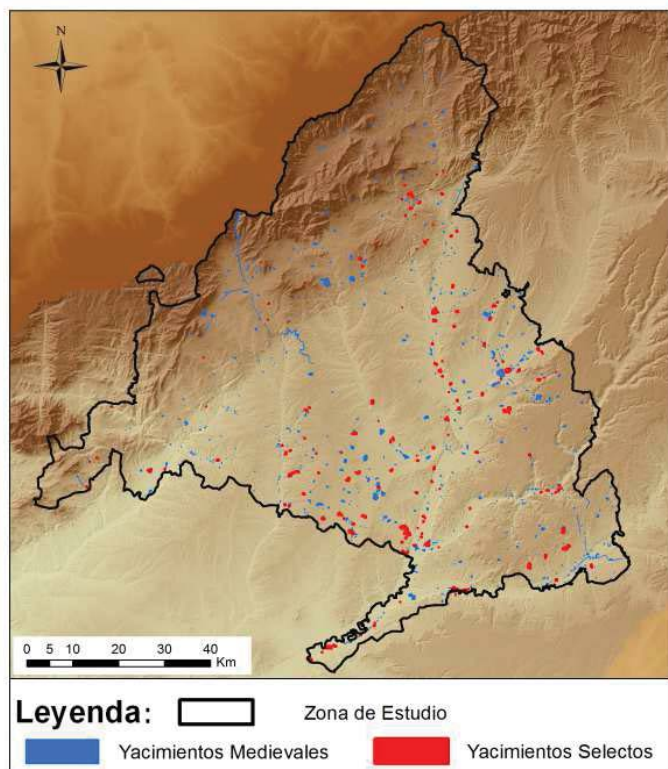 N
0 5 10 20 30 40
Km
Leyenda: Zona de Estudio
Yacimientos Medievales Yacimientos Selectos